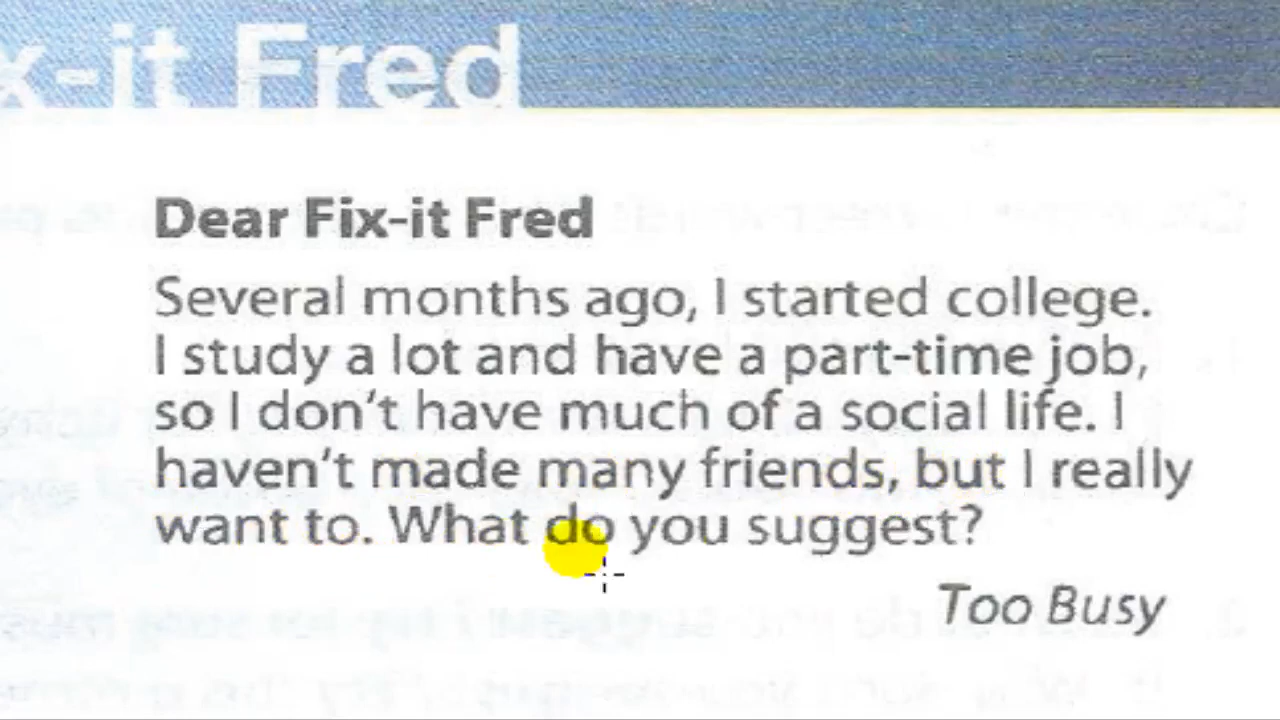 x-it Fred
Dear Fix-it Fred
Several months ago, I started college.
I study a lot and have a part-time job,
so I don't have much of a social life. I
haven't made many friends, but I really
want to. What do you suggest?
Too Busy